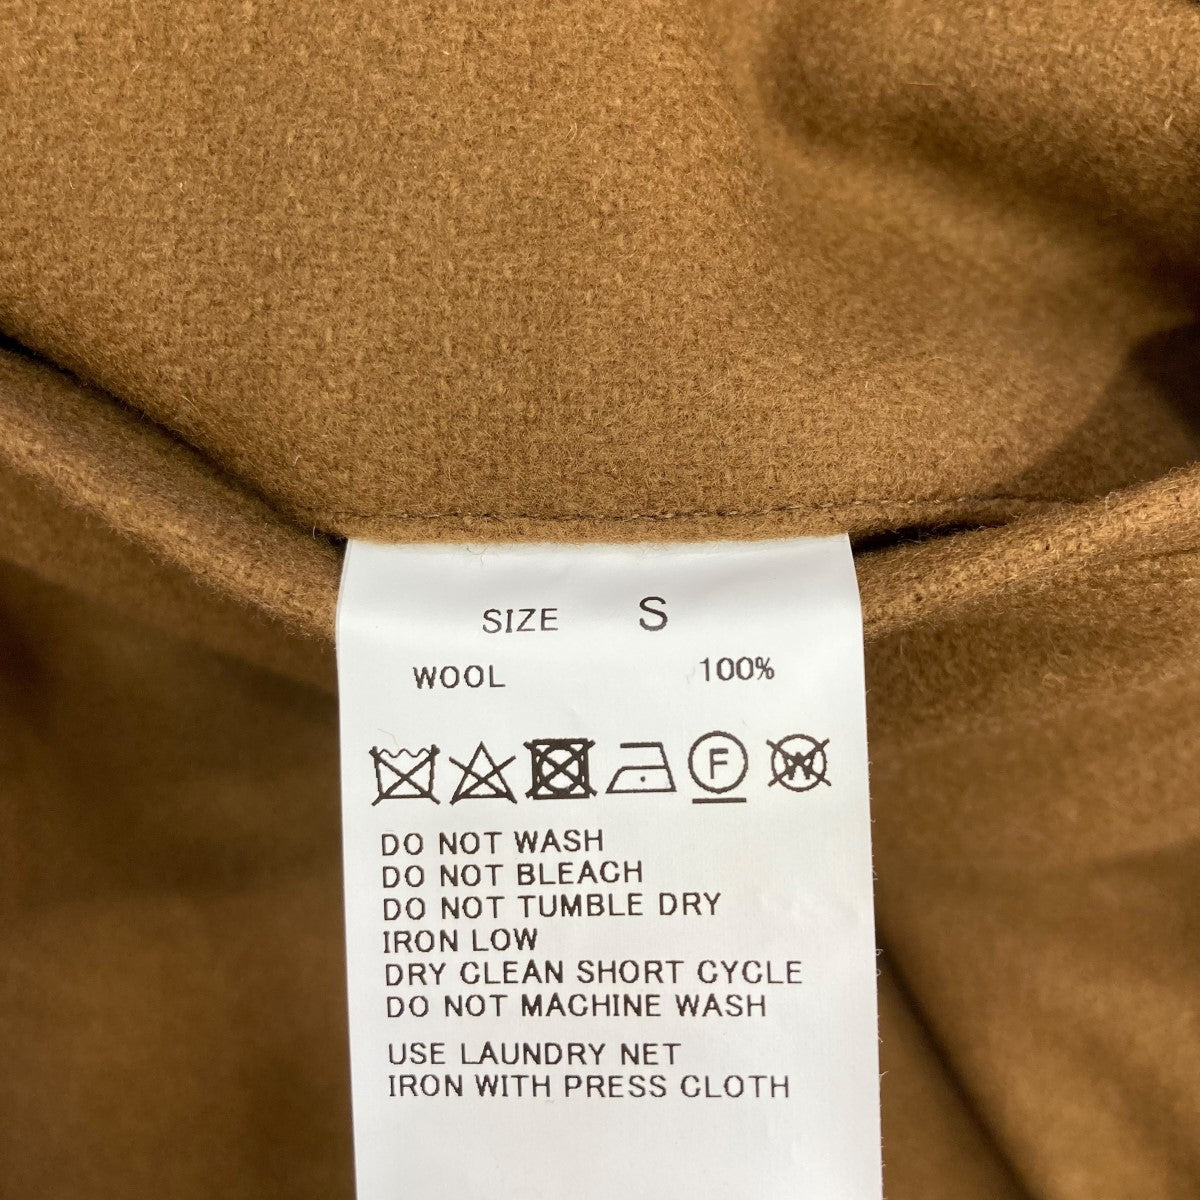 SIZE S
WOOL 100%
F W
DO NOT WASH
DO NOT BLEACH
DO NOT TUMBLE DRY
IRON LOW
DRY CLEAN SHORT CYCLE
DO NOT MACHINE WASH
USE LAUNDRY NET
IRON WITH PRESS CLOTH